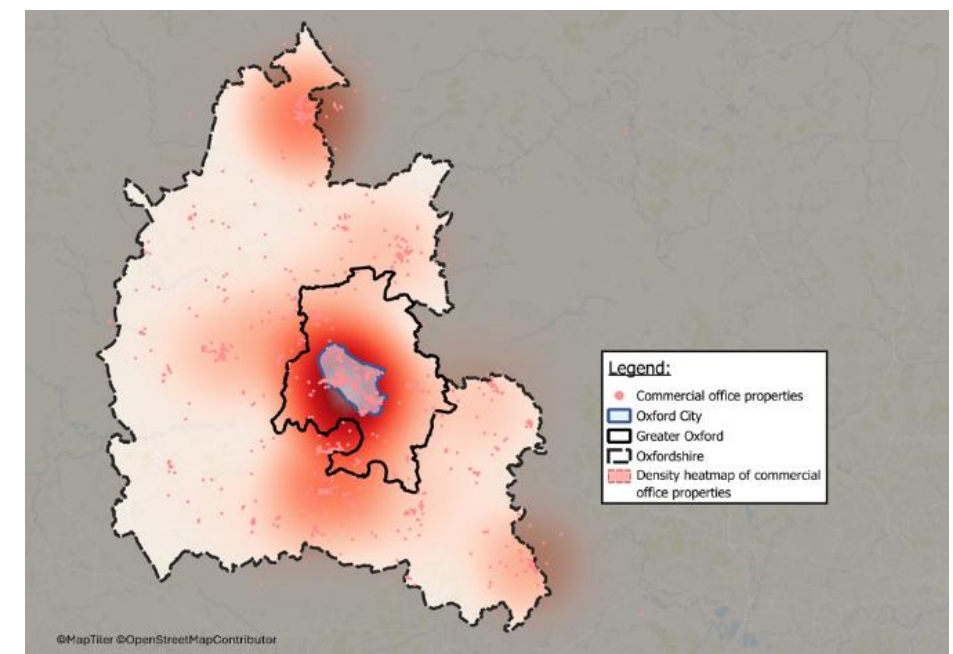 Legend:
Commercial office properties
Oxford City
Greater Oxford
Oxfordshire
Density heatmap of commercial
office properties
©MapTiler ©OpenStreetMapContributor